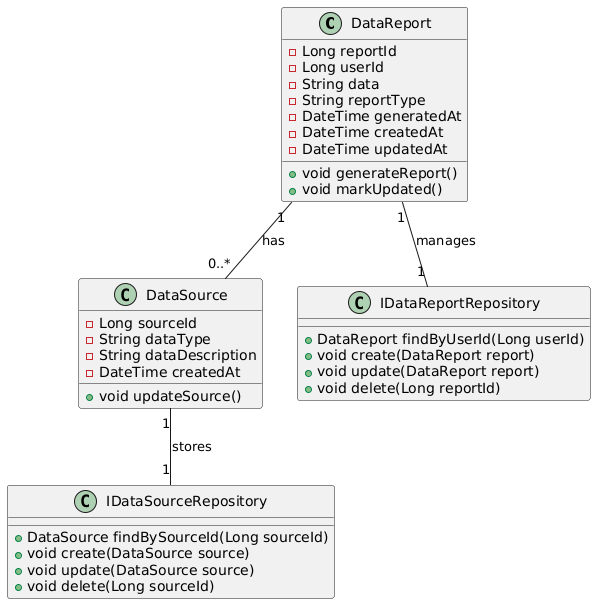 C DataReport
Long reportId
Long userId
String data
String reportType
DateTime generatedAt
DateTime createdAt
DateTime updatedAt
void generateReport()
void markUpdated()
1
1
has
manages
0..*
1
C DataSource
Long sourceId
String dataType
String dataDescription
DateTime createdAt
void updateSource()
C IDataReportRepository
DataReport findByUserId(Long userId)
void create(DataReport report)
void update(DataReport report)
void delete(Long reportId)
1
stores
1
C IDataSourceRepository
DataSource findBySourceId(Long sourceId)
void create(DataSource source)
void update(DataSource source)
void delete(Long sourceId)